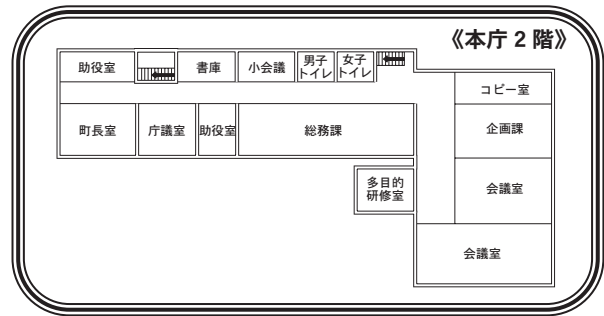 《本庁2階》
助役室
書庫
小会議
男子
トイレ
女子
トイレ
コピー室
町長室
庁議室
助役室
総務課
企画課
多目的
研修室
会議室
会議室